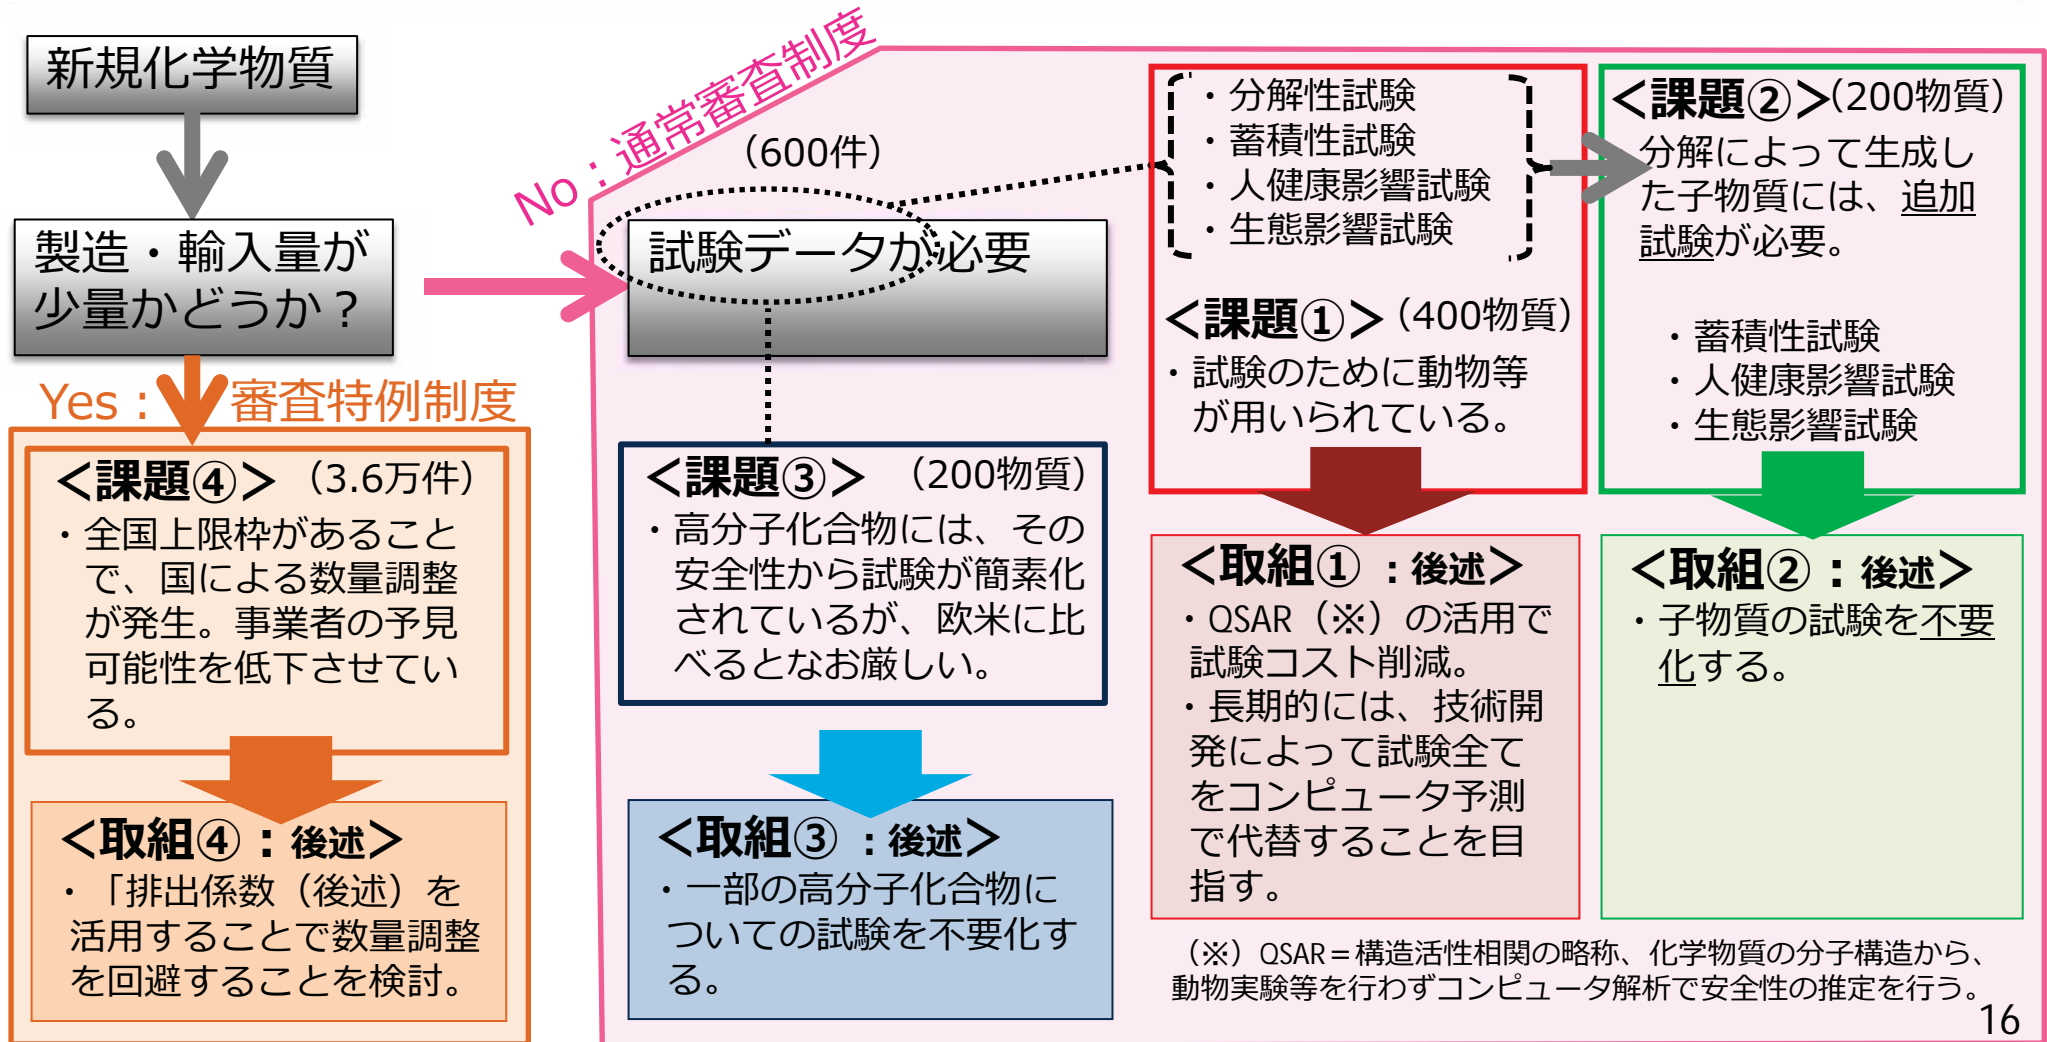 新規化学物質
製造・輸入量が
少量かどうか？
Yes：
審査特例制度
＜課題④＞（3.6万件）
・全国上限枠があること
で、国による数量調整
が発生。事業者の予見
可能性を低下させてい
る。
＜取組④：後述＞
・「排出係数（後述）を
活用することで数量調整
を回避することを検討。
No：通常審査制度
（600件）
試験データが必要
＜課題③＞（200物質）
・高分子化合物には、その
安全性から試験が簡素化
されているが、欧米に比
べるとなお厳しい。
＜取組③：後述＞
・一部の高分子化合物に
ついての試験を不要化す
る。
・分解性試験
・蓄積性試験
・人健康影響試験
・生態影響試験
＜課題①＞（400物質）
・試験のために動物等
が用いられている。
＜取組①：後述＞
・QSAR（※）の活用で
試験コスト削減。
・長期的には、技術開
発によって試験全て
をコンピュータ予測
で代替することを目
指す。
＜課題②＞（200物質）
分解によって生成し
た子物質には、追加
試験が必要。
・蓄積性試験
・人健康影響試験
・生態影響試験
＜取組②：後述＞
・子物質の試験を不要
化する。
（※）QSAR＝構造活性相関の略称、化学物質の分子構造から、
動物実験等を行わずコンピュータ解析で安全性の推定を行う。
16